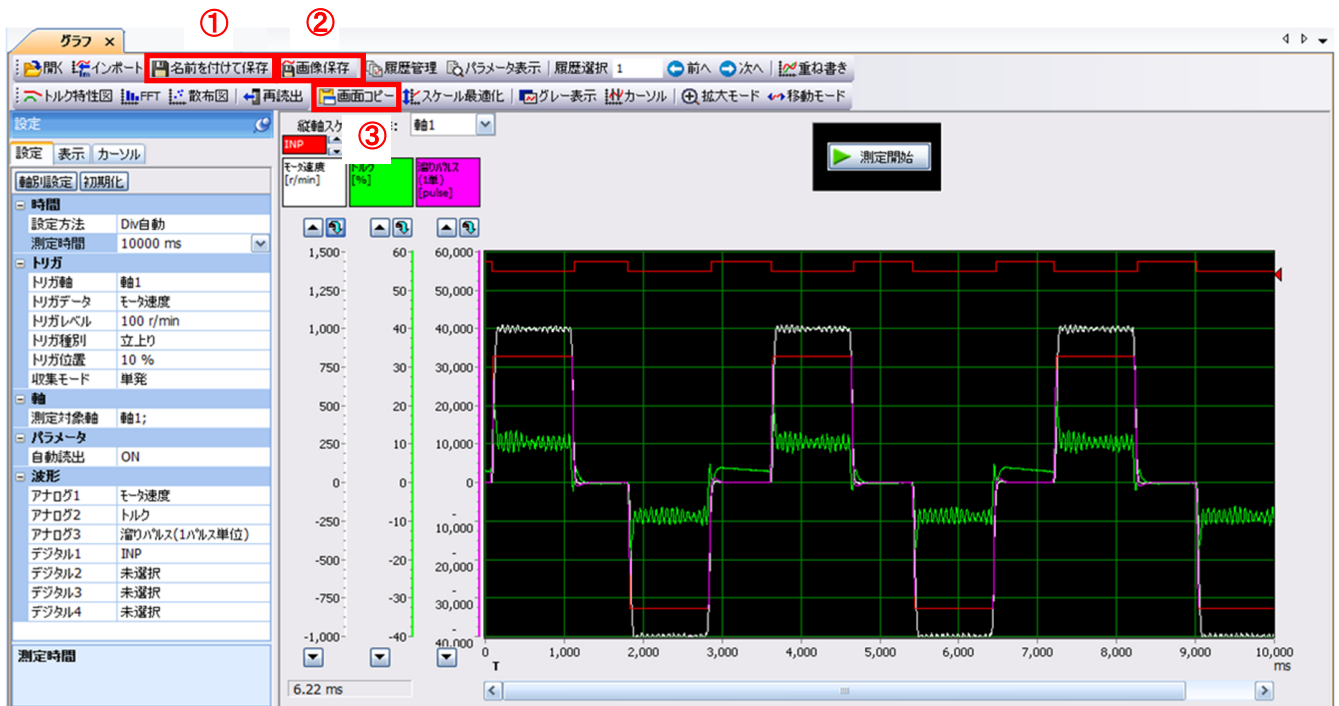 ① ②
グラフ ×
開く インポート 名前を付けて保存 画像保存 履歴管理 パラメータ表示 履歴選択 1 前へ 次へ 重ね書き
トルク特性図 FFT 散布図 再読出 画面コピー スケール最適化 グレー表示 カーソル 拡大モード 移動モード
③
設定
設定 表示 カーソル
軸別設定 初期化
時間
設定方法 Div自動
測定時間 10000 ms
トリガ
トリガ軸 軸1
トリガデータ モータ速度
トリガレベル 100 r/min
トリガ種別 立上り
トリガ位置 10 %
収集モード 単発
軸
測定対象軸 軸1;
パラメータ
自動読出 ON
波形
アナログ1 モータ速度
アナログ2 トルク
アナログ3 溜りパルス(1パルス単位)
デジタル1 INP
デジタル2 未選択
デジタル3 未選択
デジタル4 未選択
測定時間
縦軸スケ : 軸1
INP
モータ速度
[r/min]
トルク
[%]
溜りパルス
(1単)
[pulse]
測定開始
1,500 60 60,000
1,250 50 50,000
1,000 40 40,000
750 30 30,000
500 20 20,000
250 10 10,000
0 0 0
-250 -10 -10,000
-500 -20 -20,000
-750 -30 -30,000
-1,000 -40 -40,000
0 1,000 2,000 3,000 4,000 5,000 6,000 7,000 8,000 9,000 10,000
T ms
6.22 ms